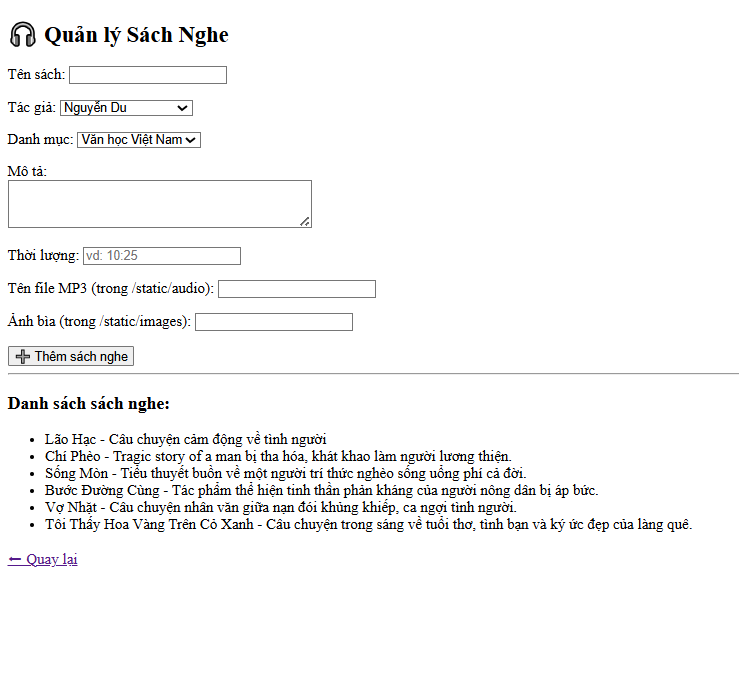 🎧 Quản lý Sách Nghe
Tên sách:
Tác giả: Nguyễn Du
Danh mục: Văn học Việt Nam
Mô tả:
Thời lượng: vd: 10:25
Tên file MP3 (trong /static/audio):
Ảnh bìa (trong /static/images):
➕ Thêm sách nghe
Danh sách sách nghe:
• Lão Hạc - Câu chuyện cảm động về tình người
• Chí Phèo - Tragic story of a man bị tha hóa, khát khao làm người lương thiện.
• Sống Mòn - Tiểu thuyết buồn về một người trí thức nghèo sống uổng phí cả đời.
• Bước Đường Cùng - Tác phẩm thể hiện tinh thần phản kháng của người nông dân bị áp bức.
• Vợ Nhặt - Câu chuyện nhân văn giữa nạn đói khủng khiếp, ca ngợi tình người.
• Tôi Thấy Hoa Vàng Trên Cỏ Xanh - Câu chuyện trong sáng về tuổi thơ, tình bạn và ký ức đẹp của làng quê.
← Quay lại